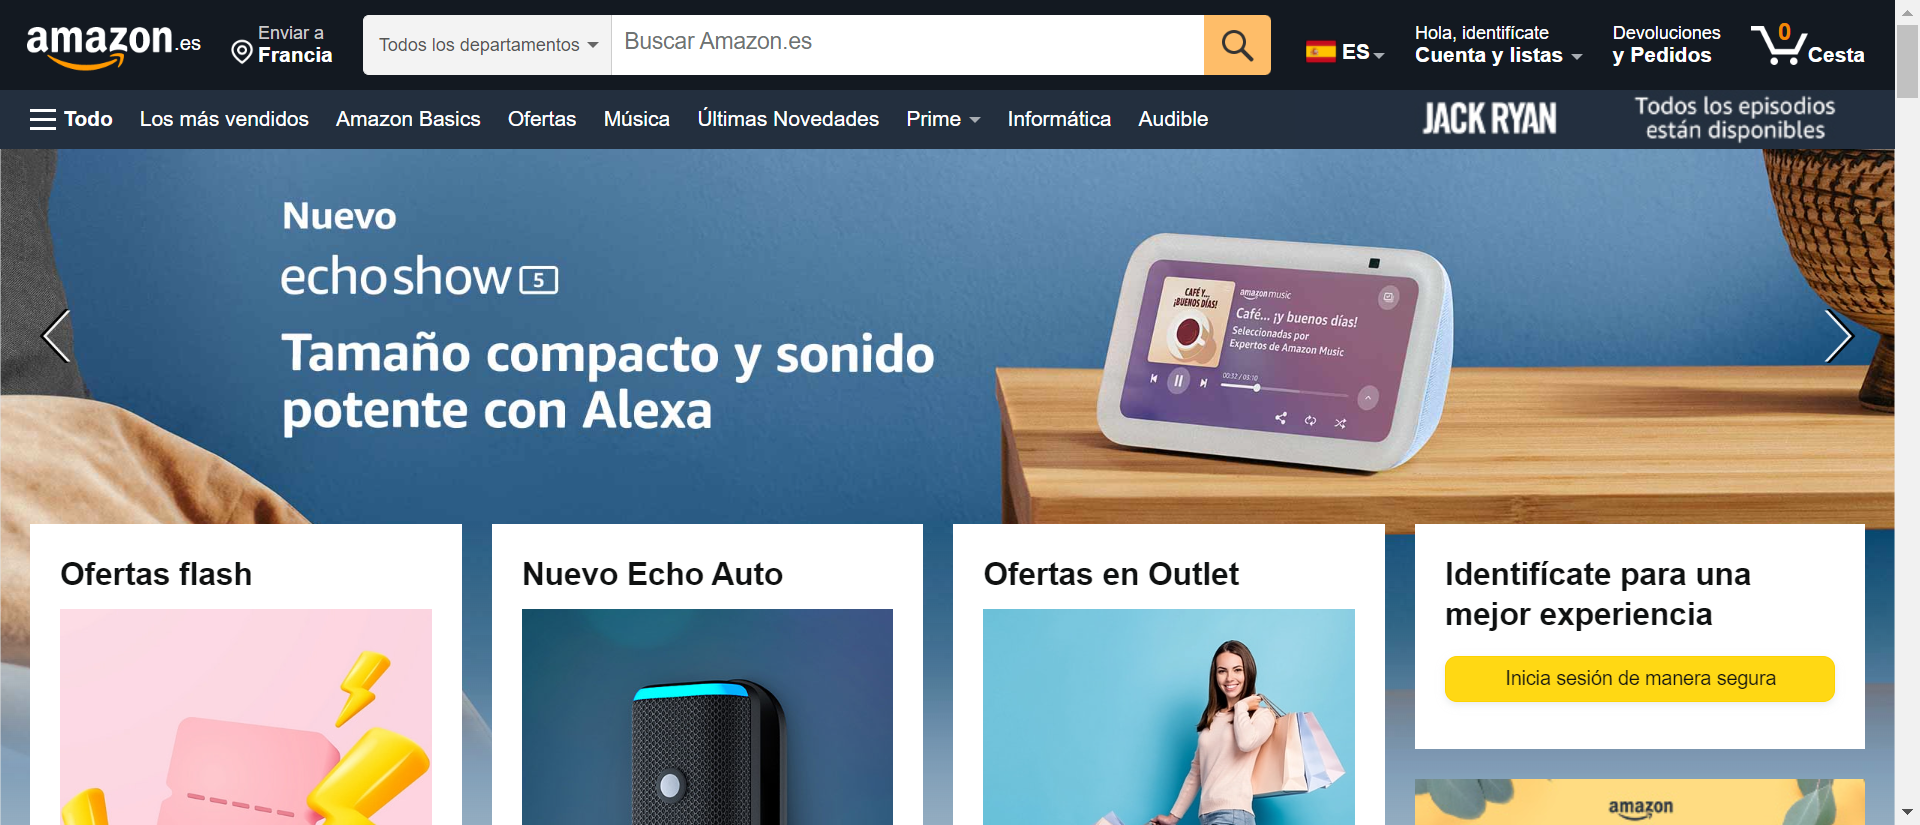 amazon.es
Enviar a
Francia
Todos los departamentos
Buscar Amazon.es
ES
Hola, identifícate
Cuenta y listas
Devoluciones
y Pedidos
0
Cesta
Todo
Los más vendidos
Amazon Basics
Ofertas
Música
Últimas Novedades
Prime
Informática
Audible
JACK RYAN
Todos los episodios
están disponibles
Nuevo
echo show 5
Tamaño compacto y sonido
potente con Alexa
CAFÉ Y...
¡BUENOS DÍAS!
amazon music
Café... ¡y buenos días!
Seleccionadas por
Expertos de Amazon Music
00:32 / 03:10
Ofertas flash
Nuevo Echo Auto
Ofertas en Outlet
Identifícate para una
mejor experiencia
Inicia sesión de manera segura
amazon